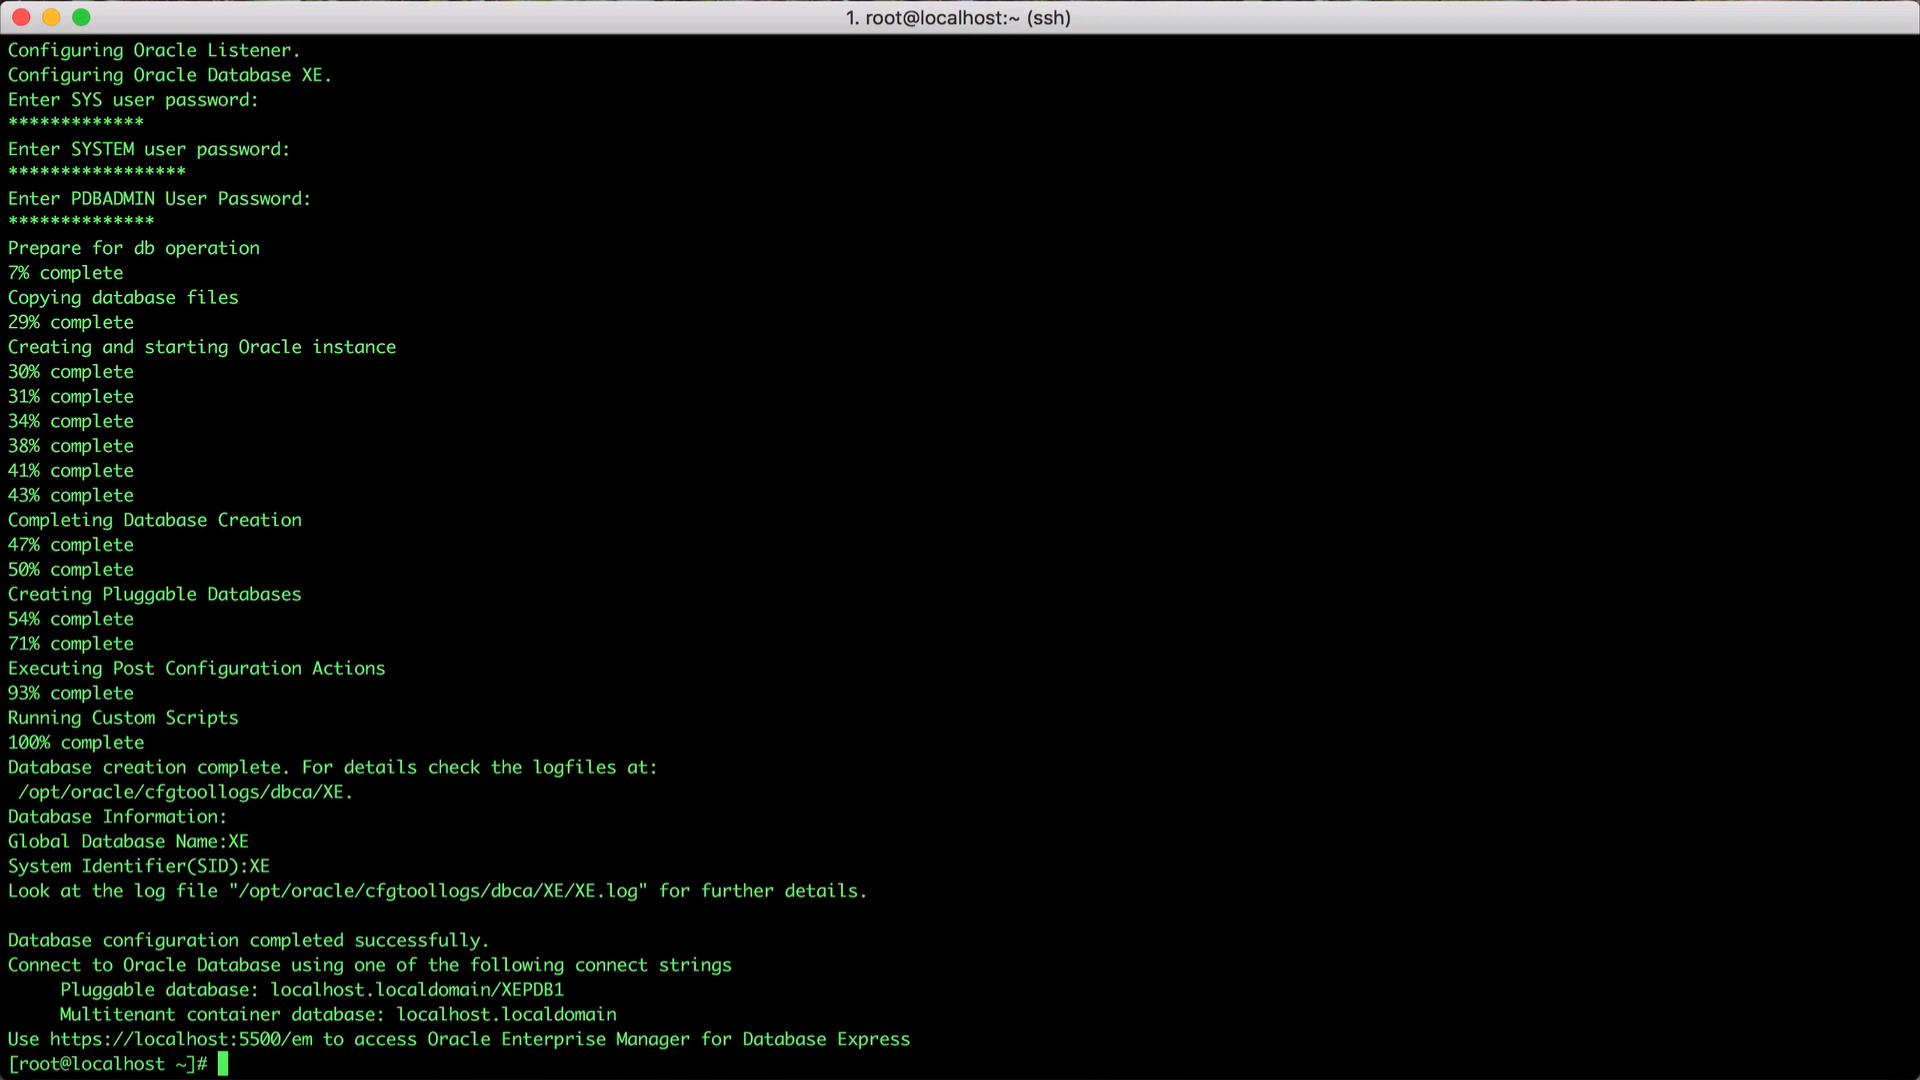 1. root@localhost:~ (ssh)
Configuring Oracle Listener.
Configuring Oracle Database XE.
Enter SYS user password:
*************
Enter SYSTEM user password:
*****************
Enter PDBADMIN User Password:
**************
Prepare for db operation
7% complete
Copying database files
29% complete
Creating and starting Oracle instance
30% complete
31% complete
34% complete
38% complete
41% complete
43% complete
Completing Database Creation
47% complete
50% complete
Creating Pluggable Databases
54% complete
71% complete
Executing Post Configuration Actions
93% complete
Running Custom Scripts
100% complete
Database creation complete. For details check the logfiles at:
 /opt/oracle/cfgtoollogs/dbca/XE.
Database Information:
Global Database Name:XE
System Identifier(SID):XE
Look at the log file "/opt/oracle/cfgtoollogs/dbca/XE/XE.log" for further details.

Database configuration completed successfully.
Connect to Oracle Database using one of the following connect strings
     Pluggable database: localhost.localdomain/XEPDB1
     Multitenant container database: localhost.localdomain
Use https://localhost:5500/em to access Oracle Enterprise Manager for Database Express
[root@localhost ~]#